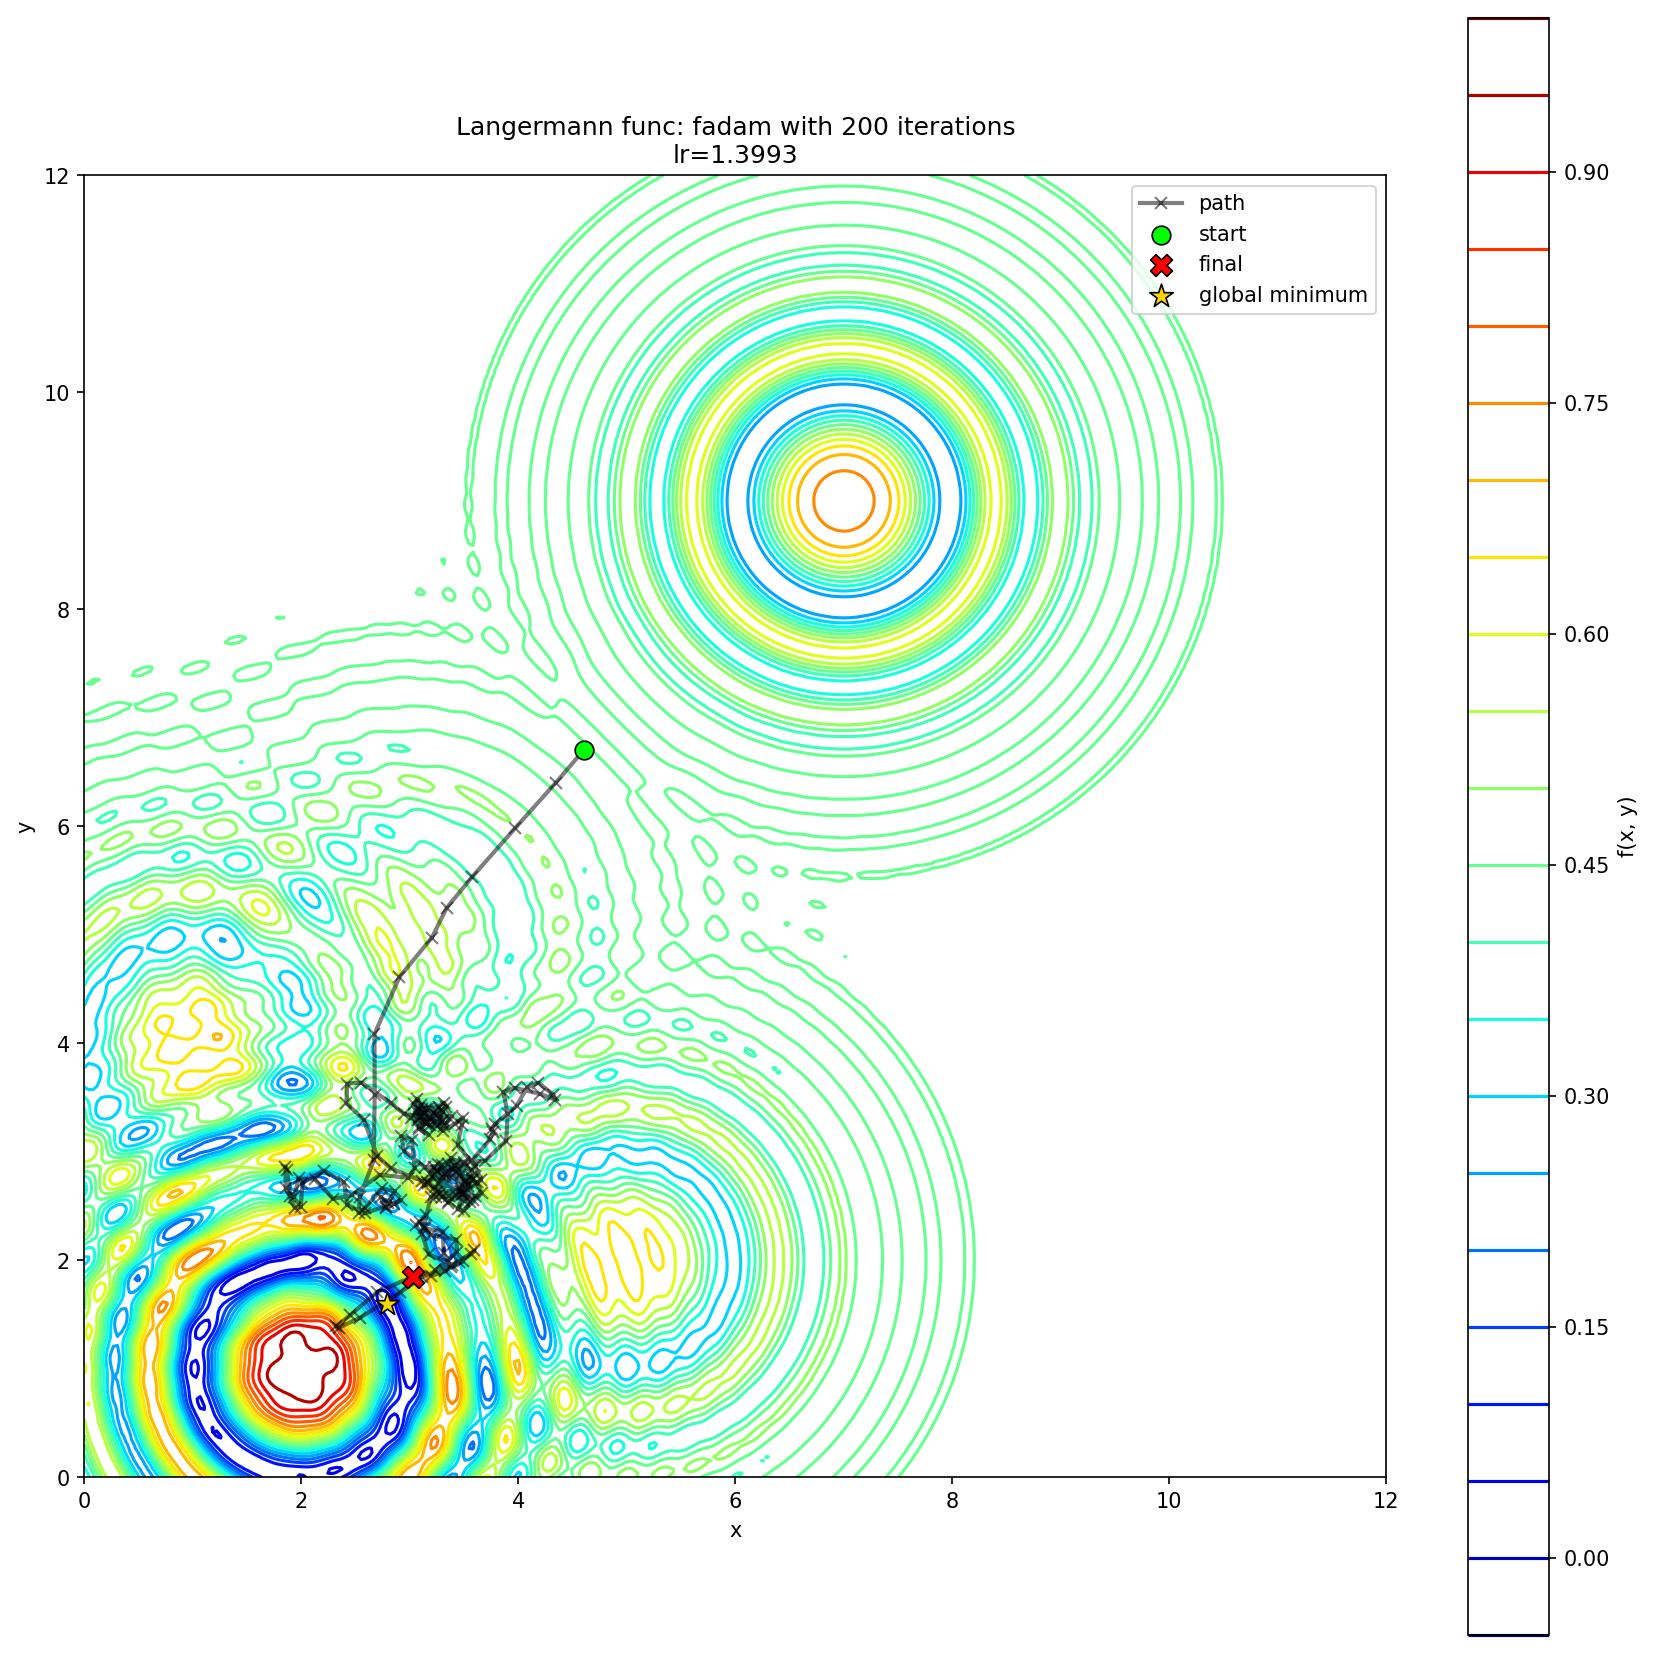 Langermann func: fadam with 200 iterations
lr=1.3993
path
start
final
global minimum
12
10
8
6
4
2
0
y
0 2 4 6 8 10 12
x
0.90
0.75
0.60
0.45
0.30
0.15
0.00
f(x, y)